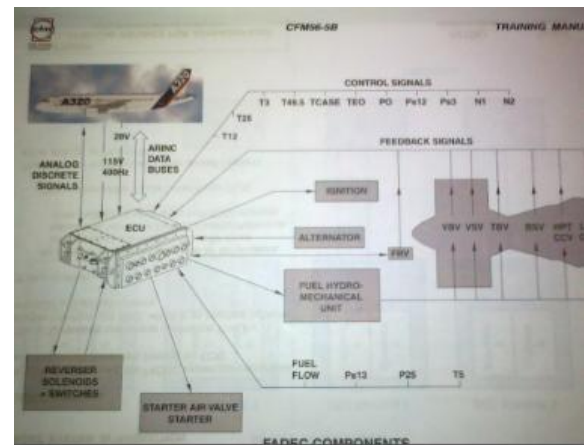 CFM56-5B
TRAINING MANU
A320
CONTROL SIGNALS
T3 T49.5 TCASE TEO PO Ps12 Ps3 N1 N2
T25
T12
FEEDBACK SIGNALS
28V
115V
400Hz
ARINC
DATA
BUSES
ANALOG
DISCRETE
SIGNALS
ECU
IGNITION
ALTERNATOR
FRV
VBV VSV TBV BSV HPT
CCV
FUEL HYDRO-
MECHANICAL
UNIT
REVERSER
SOLENOIDS
+ SWITCHES
STARTER AIR VALVE
STARTER
FUEL
FLOW Ps13 P25 T5
FADEC COMPONENTS